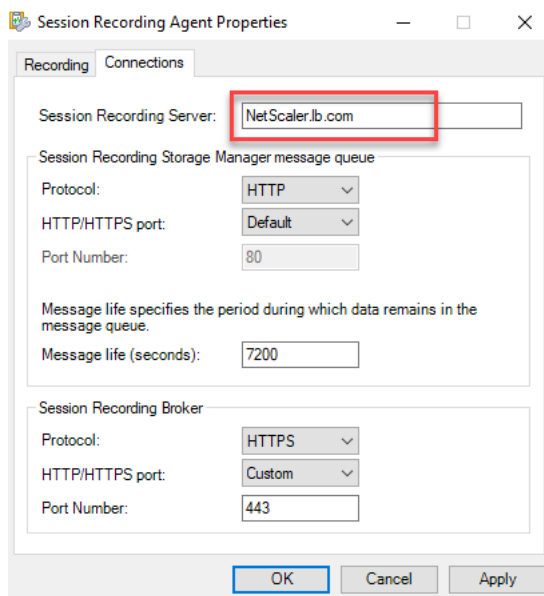 Session Recording Agent Properties
Recording
Connections
Session Recording Server: NetScaler.lb.com
Session Recording Storage Manager message queue
Protocol: HTTP
HTTP/HTTPS port: Default
Port Number: 80
Message life specifies the period during which data remains in the
message queue.
Message life (seconds): 7200
Session Recording Broker
Protocol: HTTPS
HTTP/HTTPS port: Custom
Port Number: 443
OK Cancel Apply